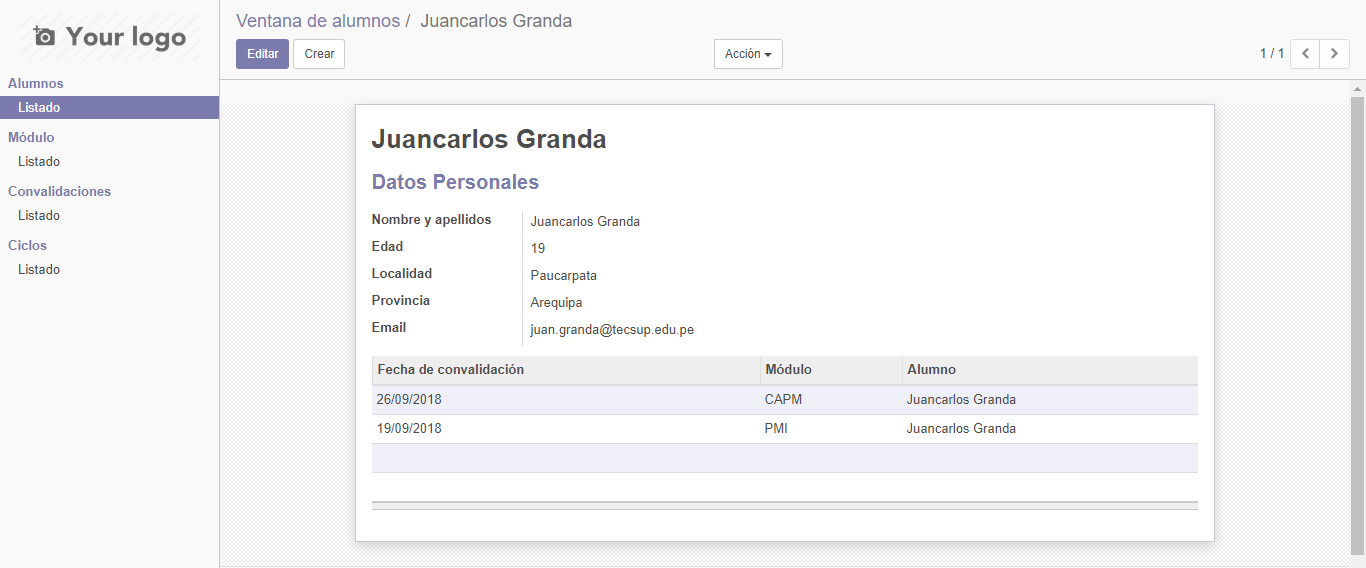 Your logo
Alumnos
Listado
Módulo
Listado
Convalidaciones
Listado
Ciclos
Listado
Ventana de alumnos / Juancarlos Granda
Editar Crear Acción 1 / 1
Juancarlos Granda
Datos Personales
Nombre y apellidos Juancarlos Granda
Edad 19
Localidad Paucarpata
Provincia Arequipa
Email juan.granda@tecsup.edu.pe
Fecha de convalidación Módulo Alumno
26/09/2018 CAPM Juancarlos Granda
19/09/2018 PMI Juancarlos Granda